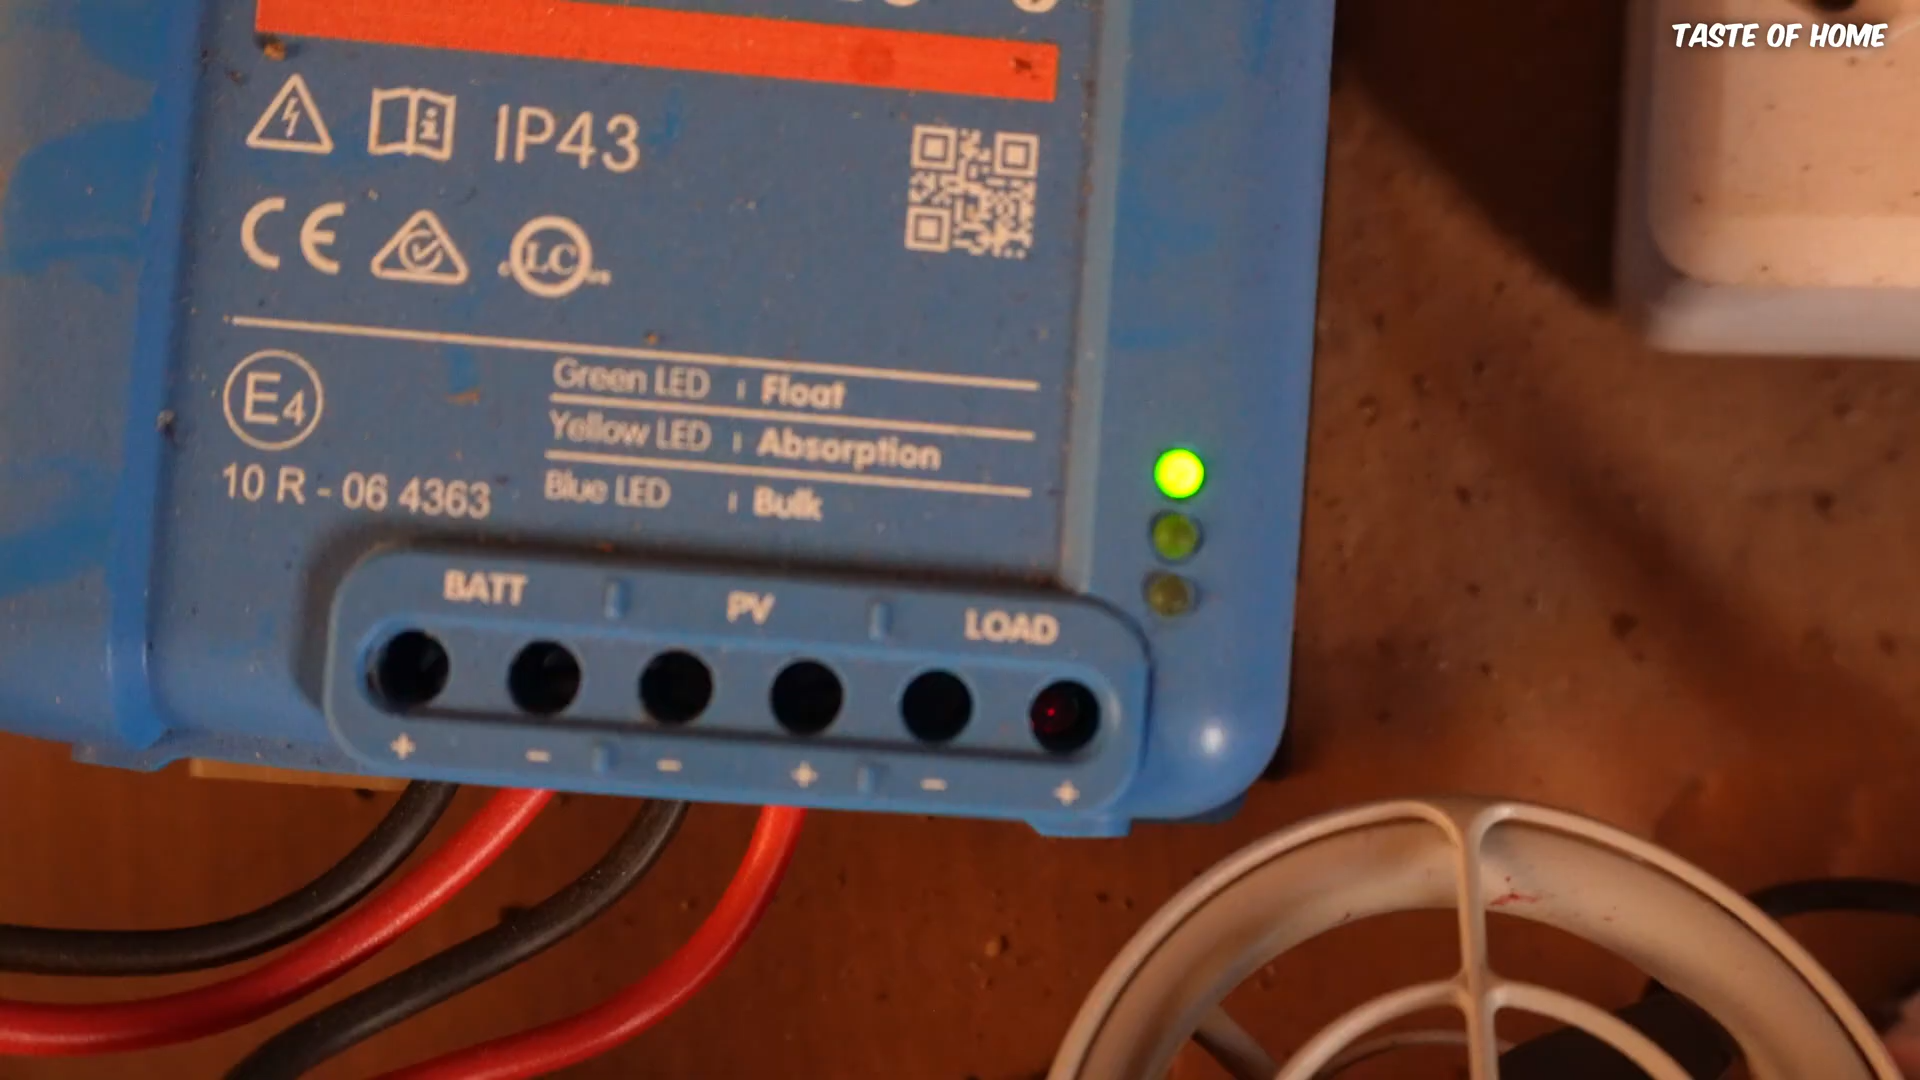 TASTE OF HOME
IP43
CE
LC
E4
10 R - 06 4363
Green LED | Float
Yellow LED | Absorption
Blue LED | Bulk
BATT | PV | LOAD
+ - | - + | - +